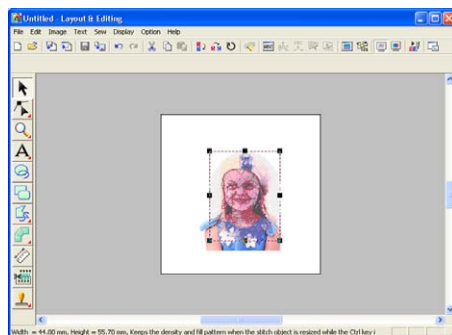 Untitled - Layout & Editing
File Edit Image Text Sew Display Option Help
ABC
A
Width = 44.00 mm, Height = 55.70 mm, Keeps the density and fill pattern when the stitch object is resized while the Ctrl key i